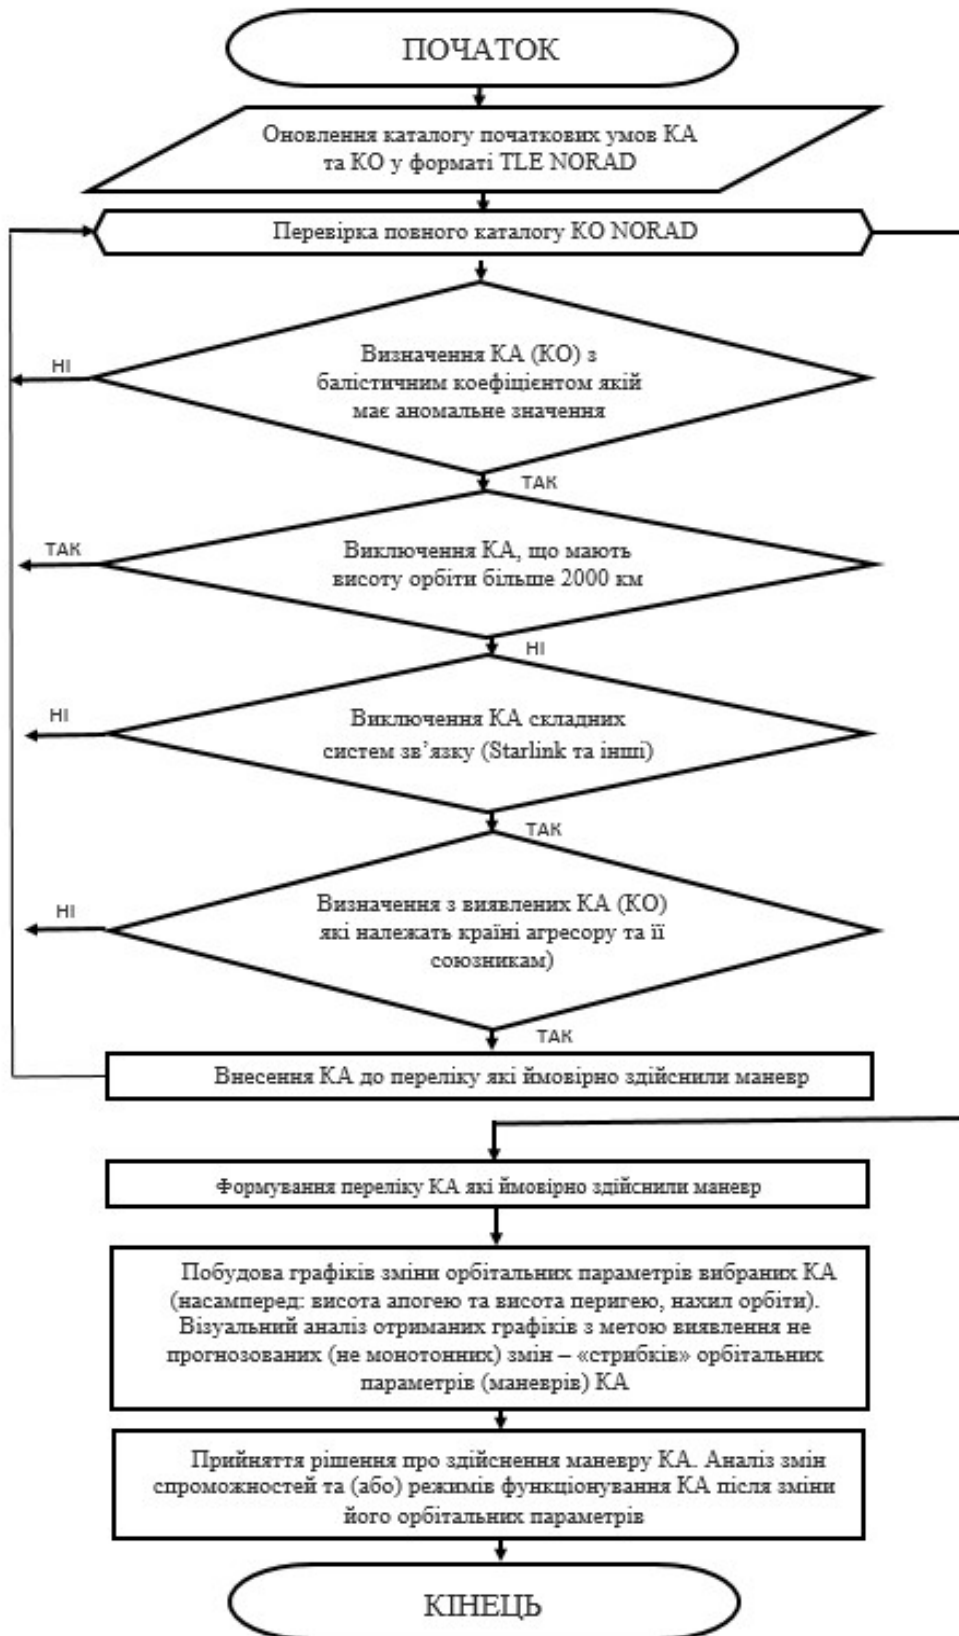 ПОЧАТОК
Оновлення каталогу початкових умов КА
та КО у форматі TLE NORAD
Перевірка повного каталогу КО NORAD
Визначення КА (КО) з
балістичним коефіцієнтом якій
має аномальне значення
НІ
ТАК
Виключення КА, що мають
висоту орбіти більше 2000 км
ТАК
НІ
Виключення КА складних
систем зв’язку (Starlink та інші)
НІ
ТАК
Визначення з виявлених КА (КО)
які належать країні агресору та її
союзникам)
НІ
ТАК
Внесення КА до переліку які ймовірно здійснили маневр
Формування переліку КА які ймовірно здійснили маневр
Побудова графіків зміни орбітальних параметрів вибраних КА
(насамперед: висота апогею та висота перигею, нахил орбіти).
Візуальний аналіз отриманих графіків з метою виявлення не
прогнозованих (не монотонних) змін – «стрибків» орбітальних
параметрів (маневрів) КА
Прийняття рішення про здійснення маневру КА. Аналіз змін
спроможностей та (або) режимів функціонування КА після зміни
його орбітальних параметрів
КІНЕЦЬ